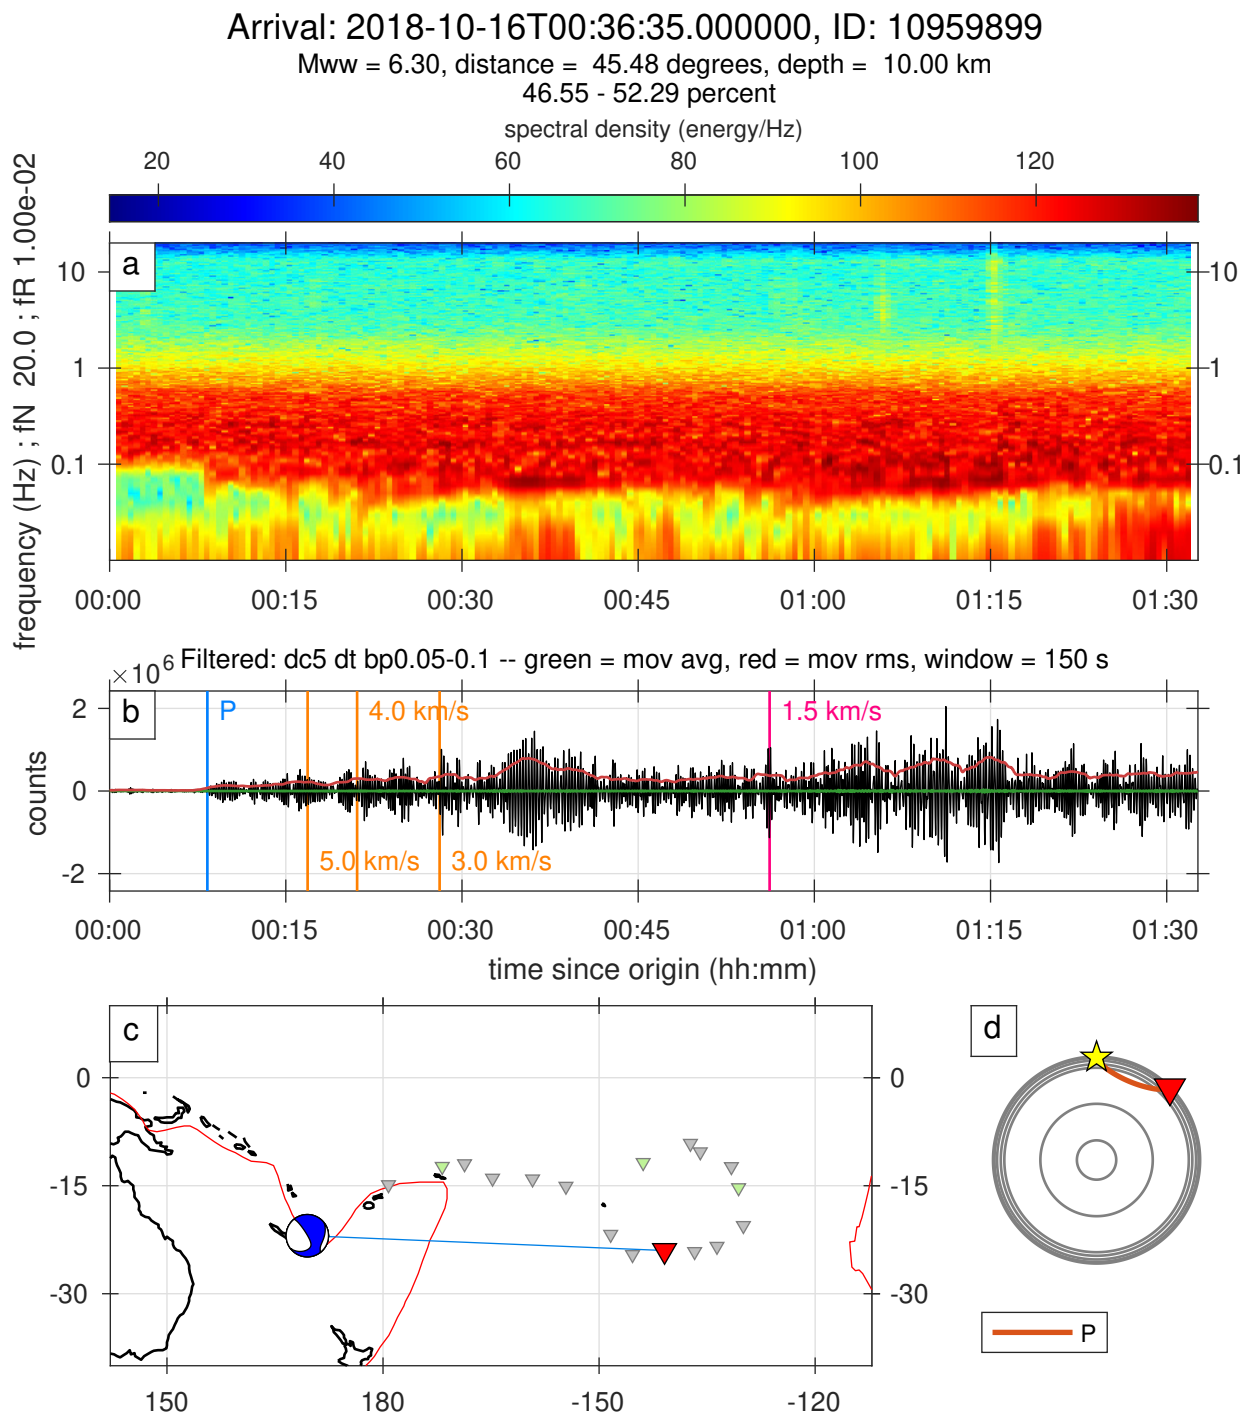 Arrival: 2018-10-16T00:36:35.000000, ID: 10959899
Mww = 6.30, distance = 45.48 degrees, depth = 10.00 km
46.55 - 52.29 percent
spectral density (energy/Hz)
20 40 60 80 100 120
frequency (Hz) ; fN 20.0 ; fR 1.00e-02
a
10 10
1 1
0.1 0.1
00:00 00:15 00:30 00:45 01:00 01:15 01:30
×10^6
Filtered: dc5 dt bp0.05-0.1 -- green = mov avg, red = mov rms, window = 150 s
b
P
4.0 km/s
1.5 km/s
5.0 km/s
3.0 km/s
2
0
-2
counts
00:00 00:15 00:30 00:45 01:00 01:15 01:30
time since origin (hh:mm)
c
0 0
-15 -15
-30 -30
150 180 -150 -120
d
P